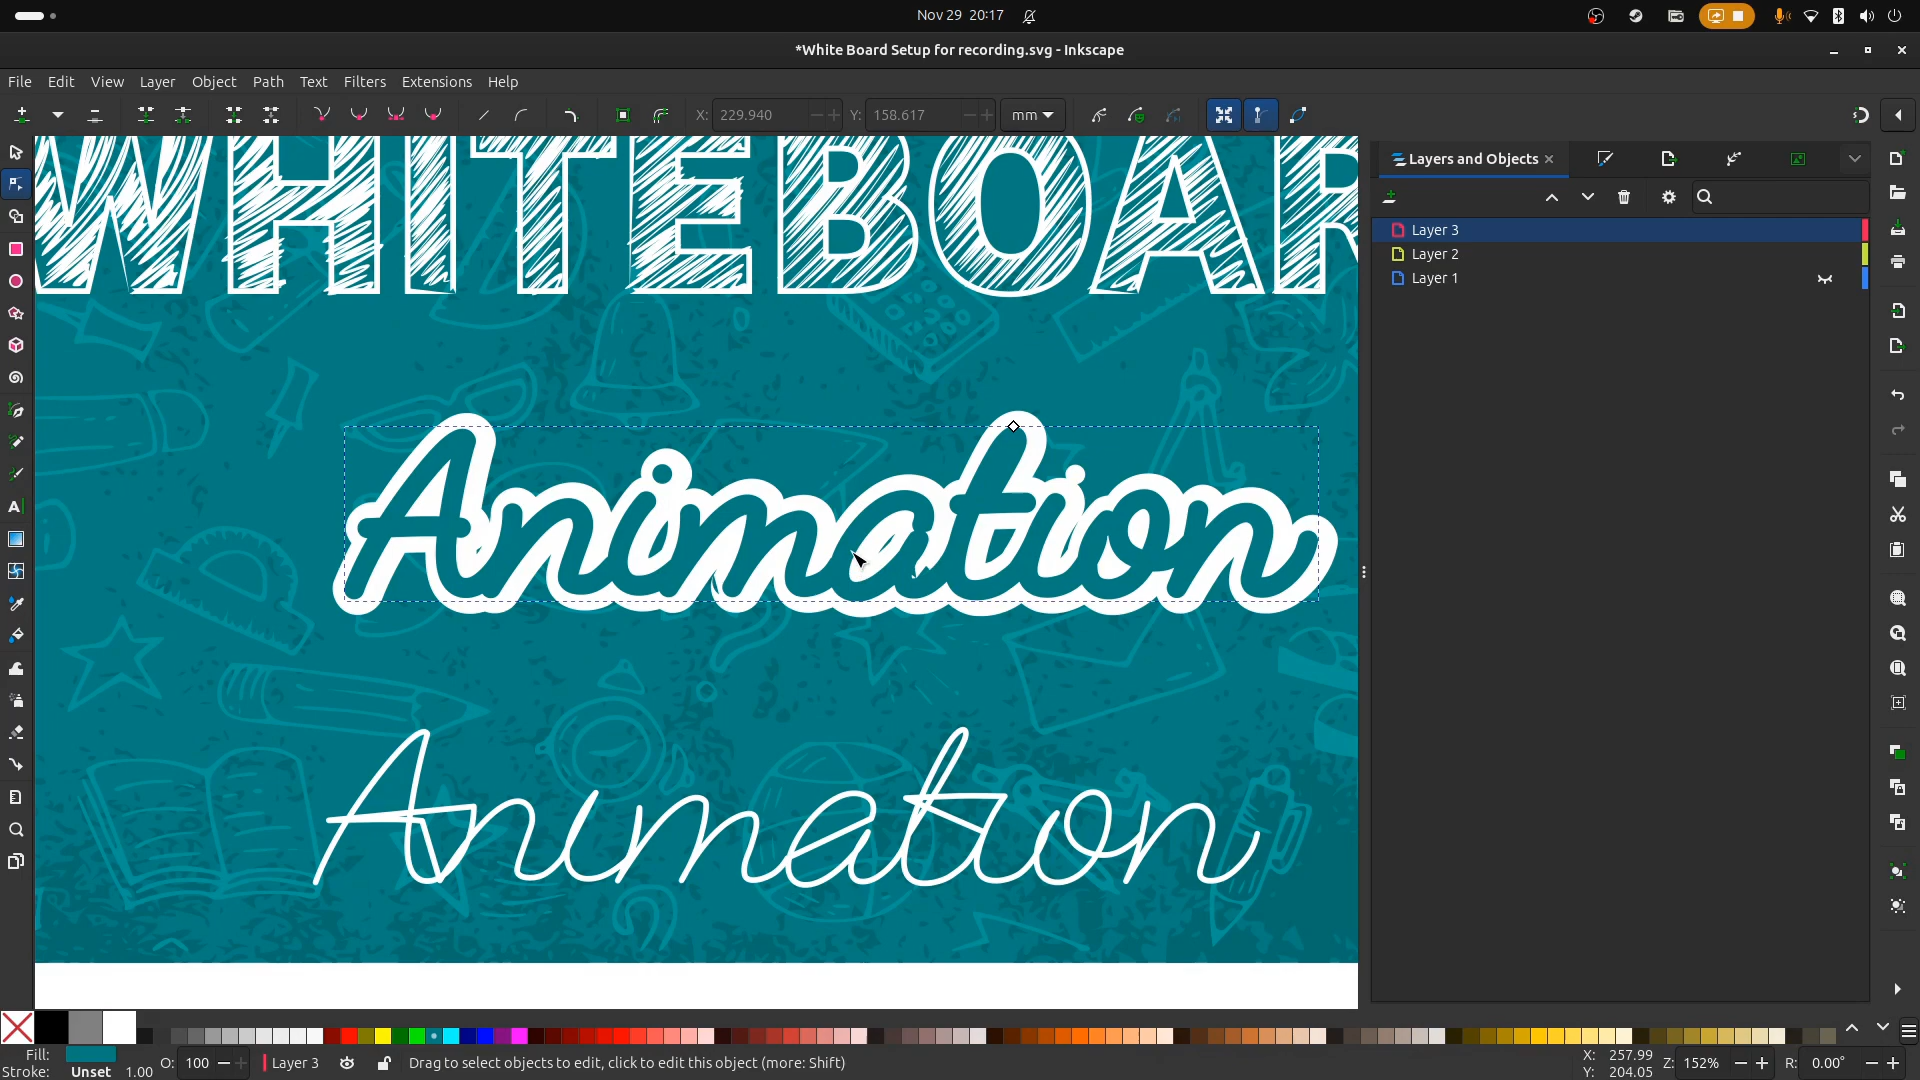 Nov 29 20:17
*White Board Setup for recording.svg - Inkscape
File Edit View Layer Object Path Text Filters Extensions Help
X: 229.940 Y: 158.617 mm
Layers and Objects
Layer 3
Layer 2
Layer 1
WHITEBOAR
Animation
Animation
Fill: O: 100 Layer 3 Drag to select objects to edit, click to edit this object (more: Shift) X: 257.99 Z: 152% R: 0.00°
Stroke: Unset 1.00 Y: 204.05